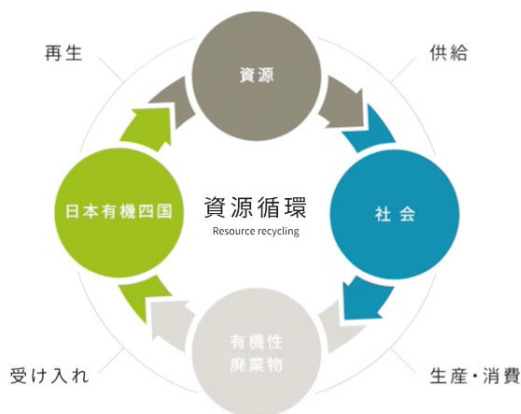 再生
資源
供給
日本有機四国
資源循環
Resource recycling
社会
有機性
廃棄物
受け入れ
生産・消費